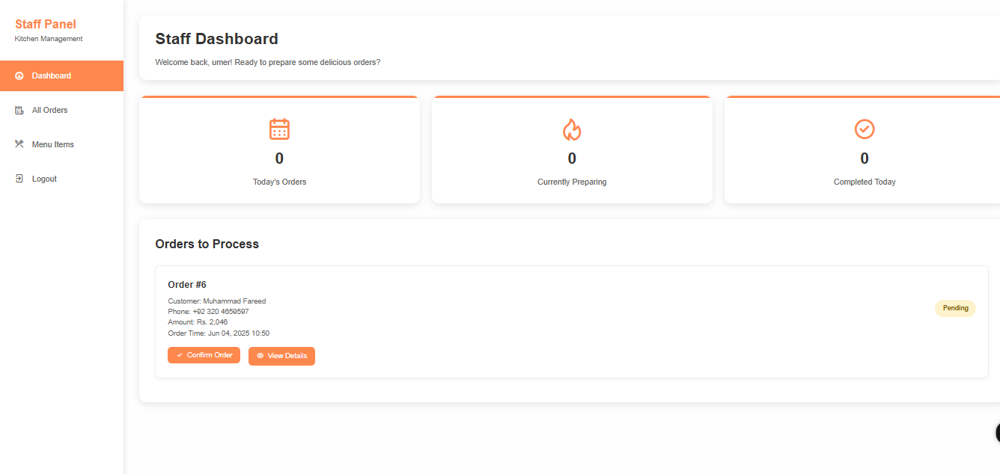 Staff Panel
Kitchen Management
Dashboard
All Orders
Menu Items
Logout
Staff Dashboard
Welcome back, umer! Ready to prepare some delicious orders?
0
Today's Orders
0
Currently Preparing
0
Completed Today
Orders to Process
Order #6
Customer: Muhammad Fareed
Phone: +92 320 4659597
Amount: Rs. 2,046
Order Time: Jun 04, 2025 10:50
Pending
Confirm Order
View Details